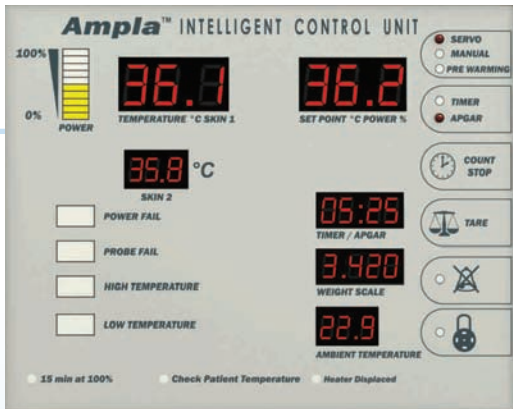 Ampla™ INTELLIGENT CONTROL UNIT
100%
0%
POWER
36.1
TEMPERATURE °C SKIN 1
36.2
SET POINT °C POWER %
SERVO
MANUAL
PRE WARMING
TIMER
APGAR
35.8 °C
SKIN 2
COUNT
STOP
POWER FAIL
PROBE FAIL
HIGH TEMPERATURE
LOW TEMPERATURE
05:25
TIMER / APGAR
TARE
3.420
WEIGHT SCALE
22.9
AMBIENT TEMPERATURE
15 min at 100%
Check Patient Temperature
Heater Displaced